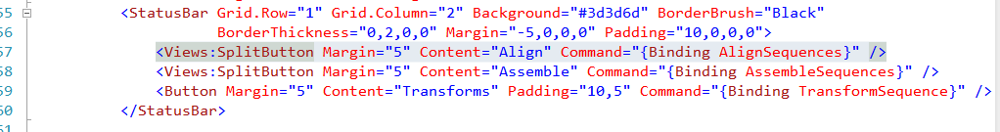 55 <StatusBar Grid.Row="1" Grid.Column="2" Background="#3d3d6d" BorderBrush="Black"
56 BorderThickness="0,2,0,0" Margin="-5,0,0,0" Padding="10,0,0,0">
57 <Views:SplitButton Margin="5" Content="Align" Command="{Binding AlignSequences}" />
58 <Views:SplitButton Margin="5" Content="Assemble" Command="{Binding AssembleSequences}" />
59 <Button Margin="5" Content="Transforms" Padding="10,5" Command="{Binding TransformSequence}" />
60 </StatusBar>
61